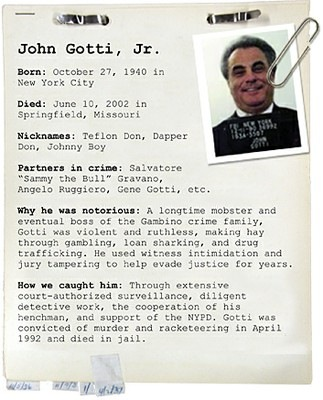 John Gotti, Jr.
Born: October 27, 1940 in
New York City
Died: June 10, 2002 in
Springfield, Missouri
Nicknames: Teflon Don, Dapper
Don, Johnny Boy
Partners in crime: Salvatore
“Sammy the Bull” Gravano,
Angelo Ruggiero, Gene Gotti, etc.
Why he was notorious: A longtime mobster and
eventual boss of the Gambino crime family,
Gotti was violent and ruthless, making hay
through gambling, loan sharking, and drug
trafficking. He used witness intimidation and
jury tampering to help evade justice for years.
How we caught him: Through extensive
court-authorized surveillance, diligent
detective work, the cooperation of his
henchman, and support of the NYPD. Gotti was
convicted of murder and racketeering in April
1992 and died in jail.
NEW YORK
JOHN
GOTTI